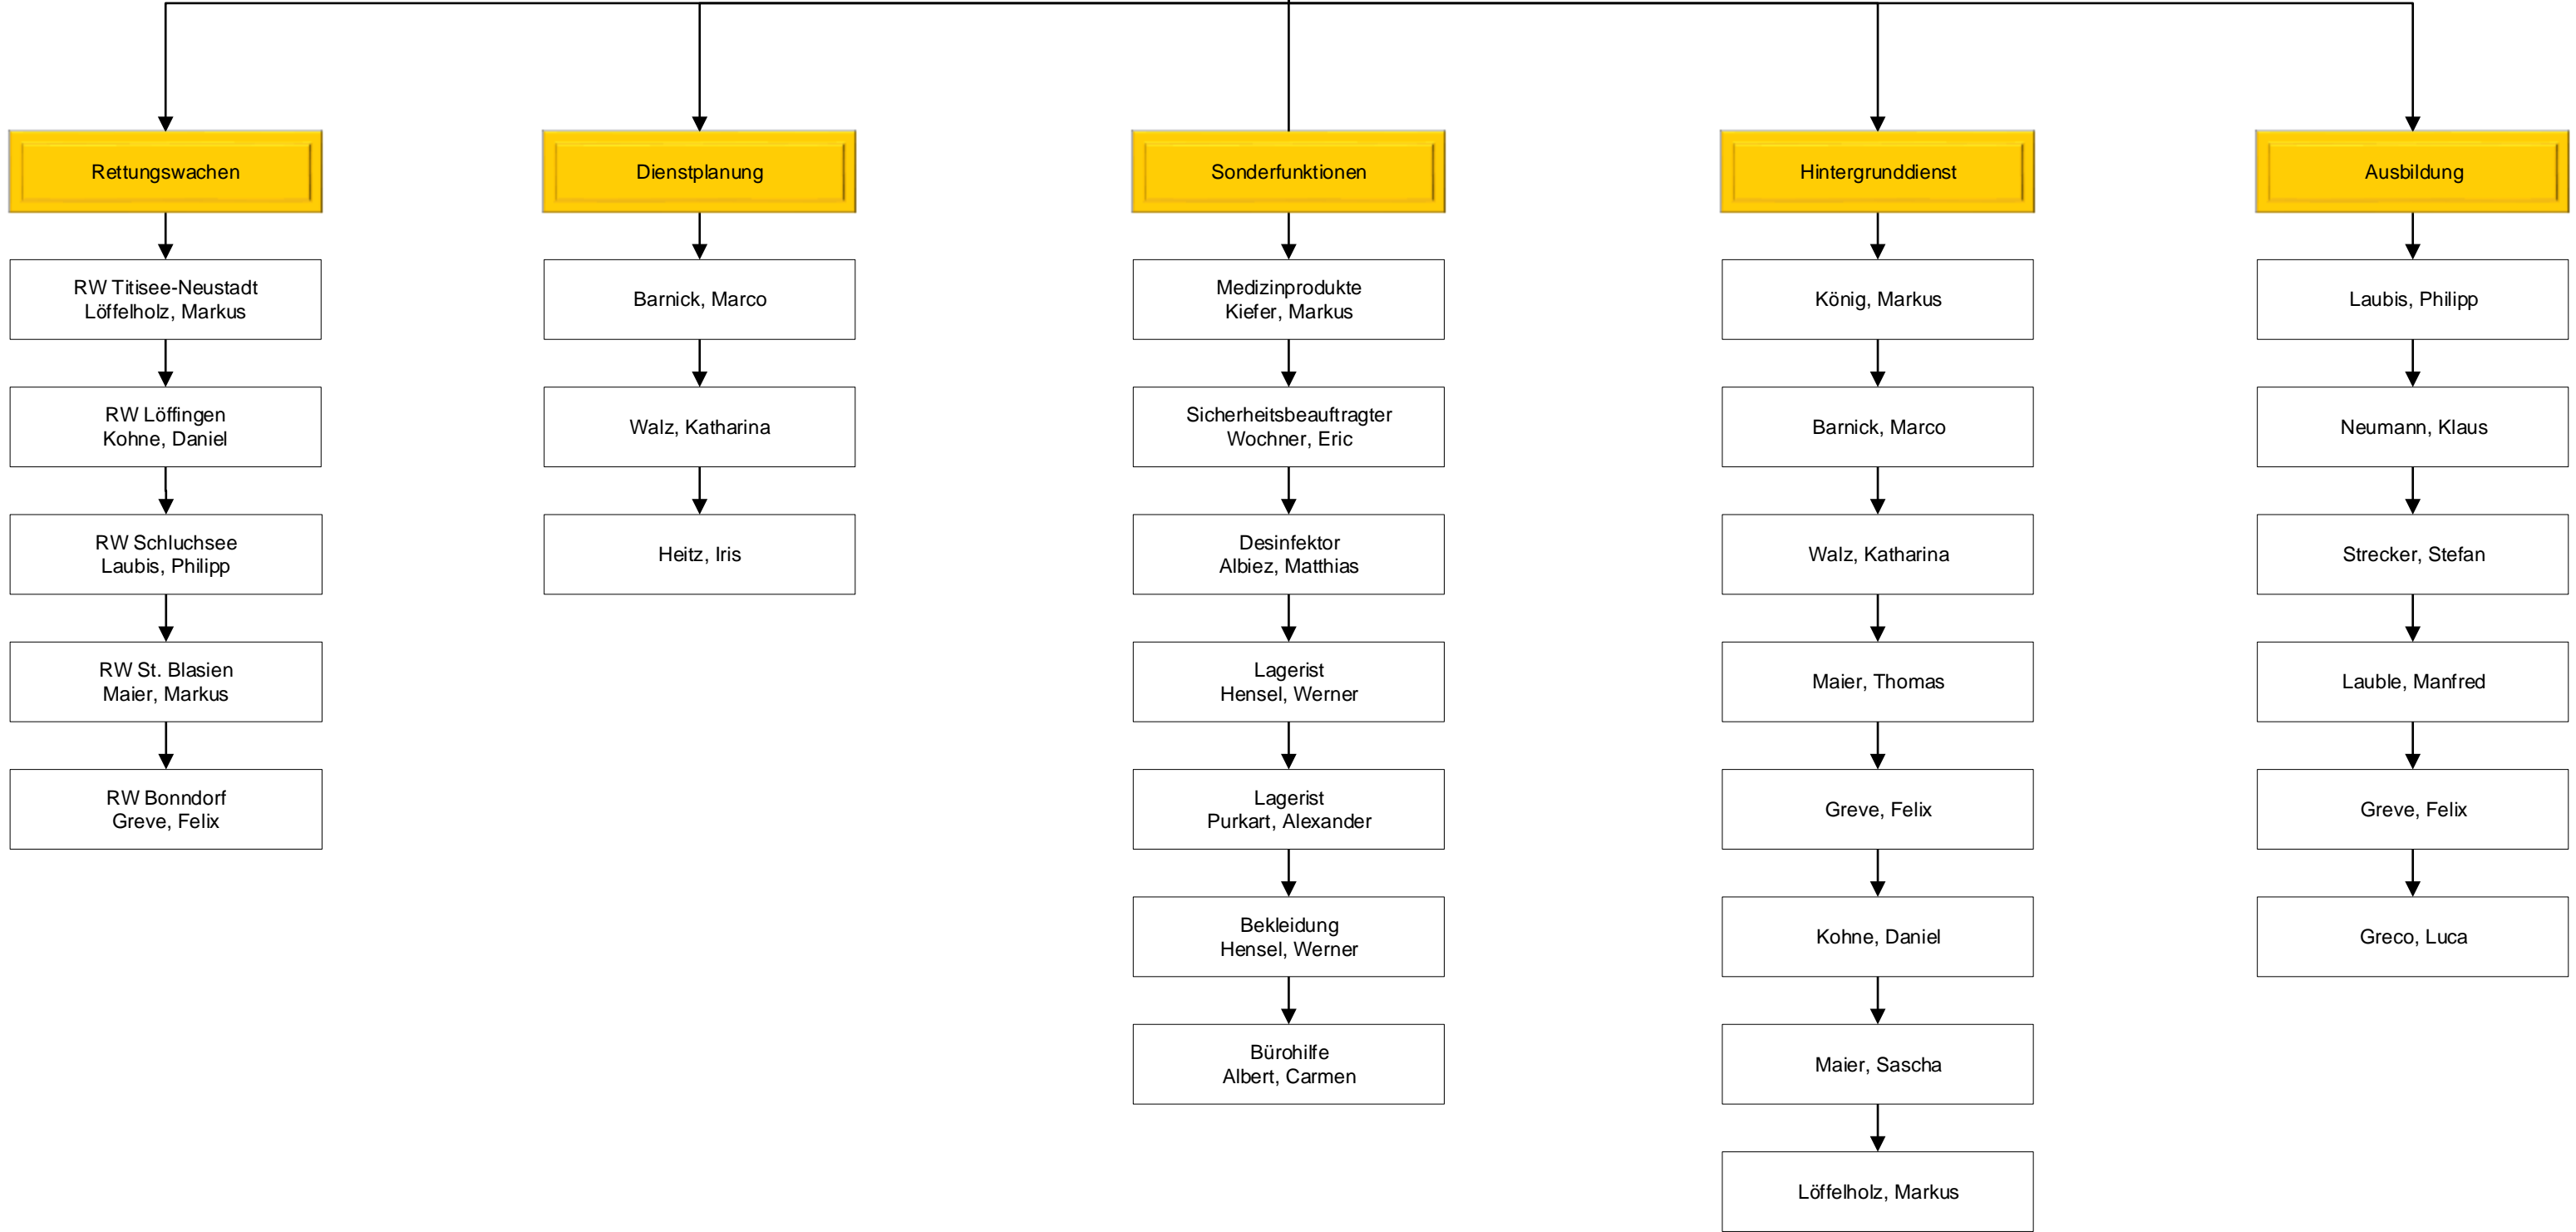 Rettungswachen
RW Titisee-Neustadt
Löffelholz, Markus
RW Löffingen
Kohne, Daniel
RW Schluchsee
Laubis, Philipp
RW St. Blasien
Maier, Markus
RW Bonndorf
Greve, Felix
Dienstplanung
Barnick, Marco
Walz, Katharina
Heitz, Iris
Sonderfunktionen
Medizinprodukte
Kiefer, Markus
Sicherheitsbeauftragter
Wochner, Eric
Desinfektor
Albiez, Matthias
Lagerist
Hensel, Werner
Lagerist
Purkart, Alexander
Bekleidung
Hensel, Werner
Bürohilfe
Albert, Carmen
Hintergrunddienst
König, Markus
Barnick, Marco
Walz, Katharina
Maier, Thomas
Greve, Felix
Kohne, Daniel
Maier, Sascha
Löffelholz, Markus
Ausbildung
Laubis, Philipp
Neumann, Klaus
Strecker, Stefan
Lauble, Manfred
Greve, Felix
Greco, Luca